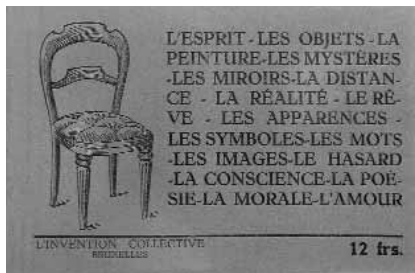 L'ESPRIT - LES OBJETS - LA
PEINTURE - LES MYSTÈRES
- LES MIROIRS - LA DISTAN-
CE - LA RÉALITÉ - LE RÊ-
VE - LES APPARENCES -
LES SYMBOLES - LES MOTS
- LES IMAGES - LE HASARD
- LA CONSCIENCE - LA POÉ-
SIE - LA MORALE - L'AMOUR
L'INVENTION COLLECTIVE
BRUXELLES
12 frs.